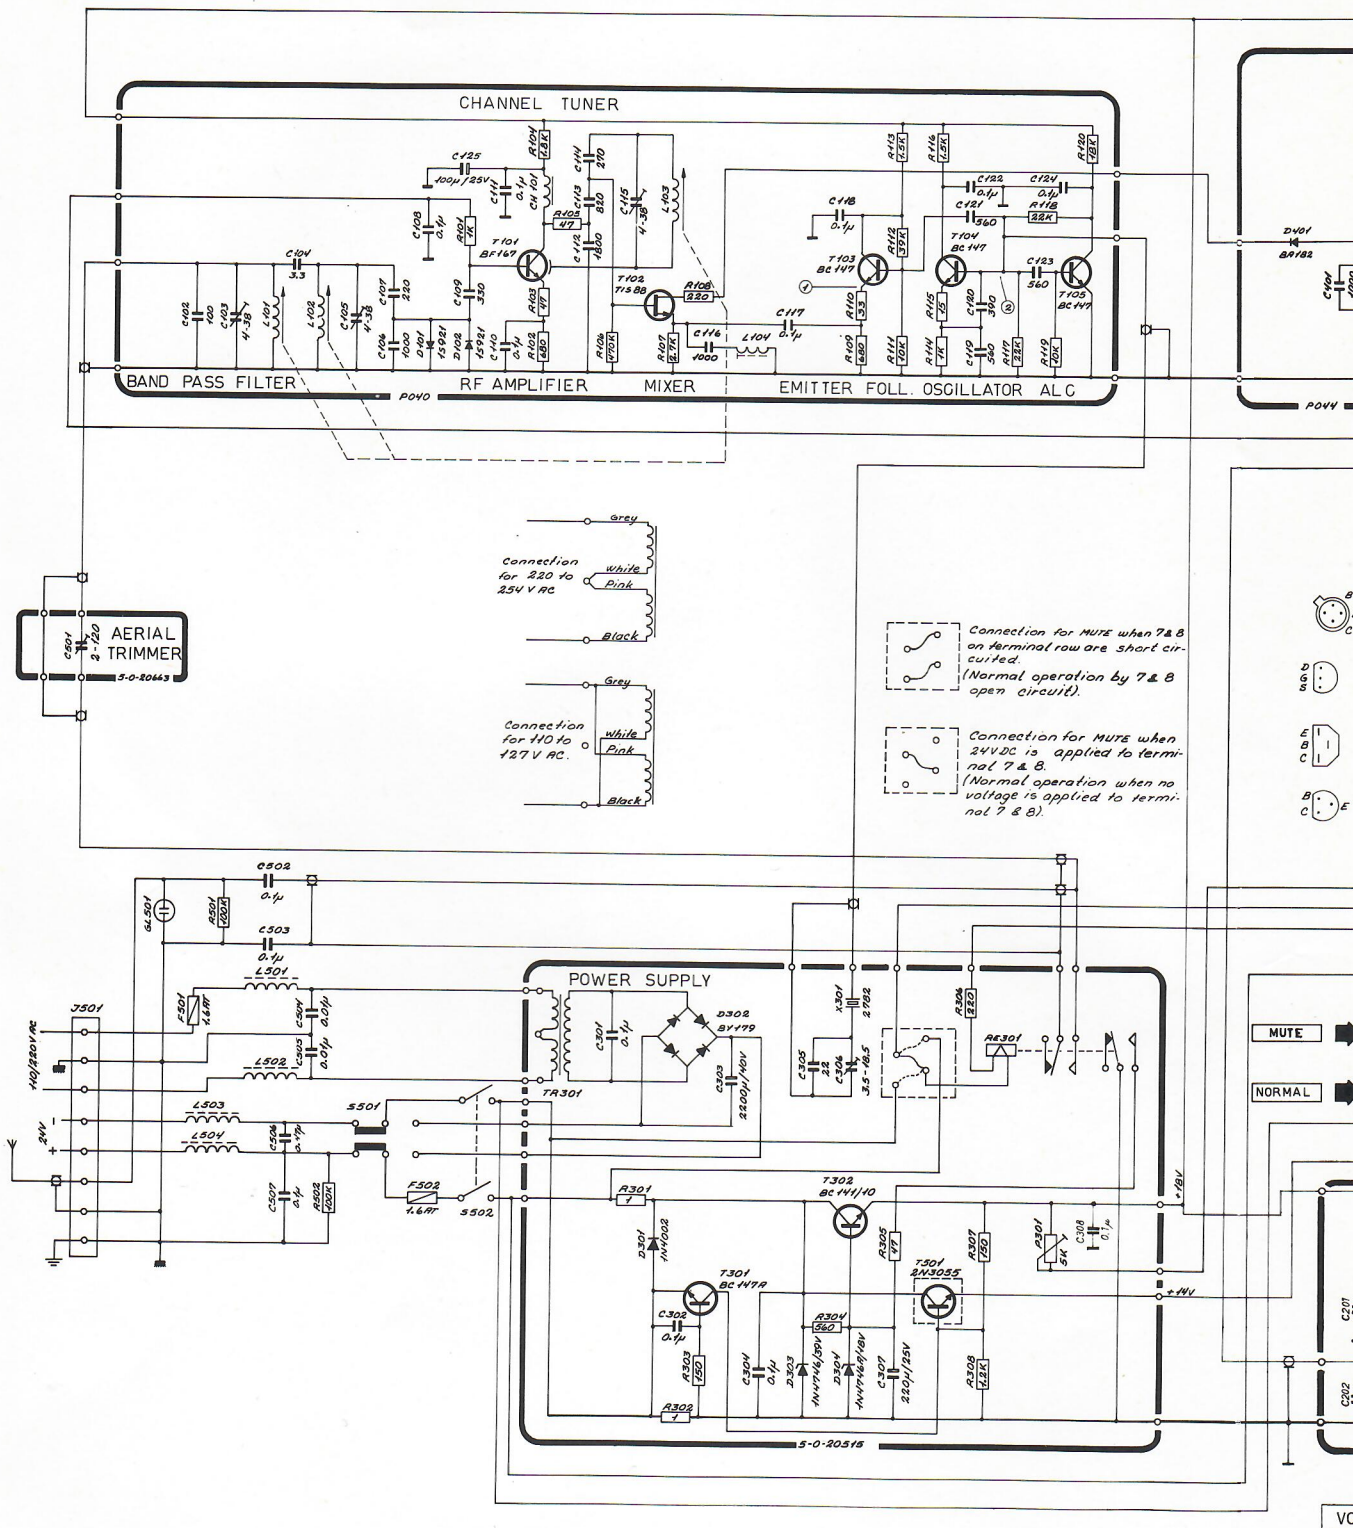 CHANNEL TUNER
C125
100µ/25V
C111
0.1µ
R104
1.8K
CH101
C114
270
C113
820
C112
1800
R105
47
C115
4-38
L103
R113
1.5K
R116
1.5K
R120
18K
C122
0.1µ
C124
0.1µ
C121
560
R118
22K
C118
0.1µ
R112
39K
C108
0.1µ
R101
1K
T101
BF167
T102
TIS88
R108
220
T103
BC147
T104
BC147
C123
560
T105
BC147
1
2
C104
3.3
C102
100
C103
4-38
L101
L102
C105
4-38
C107
220
C106
1000
D101
1S921
D102
1S921
C109
330
C110
0.1µ
R103
47
R102
680
R106
470K
R107
2.7K
C116
1000
L104
C117
0.1µ
R110
33
R109
680
R111
10K
R115
15
R114
1K
C120
390
C119
560
R117
22K
R119
10K
BAND PASS FILTER
RF AMPLIFIER
MIXER
EMITTER FOLL.
OSCILLATOR
ALC
P040
D401
BA182
C401
1000
P044
Grey
Connection
for 220 to
254 V AC
White
Pink
Black
Grey
Connection
for 110 to
127 V AC.
White
Pink
Black
AERIAL
TRIMMER
C501
2-120
5-0-20663
Connection for MUTE when 7&8
on terminal row are short cir-
cuited.
(Normal operation by 7&8
open circuit).
Connection for MUTE when
24VDC is applied to termi-
nal 7 & 8.
(Normal operation when no
voltage is applied to termi-
nal 7 & 8).
B
C
D
G
S
E
B
C
B
C
E
C502
0.1µ
GL501
R501
100K
C503
0.1µ
L501
J501
F501
1.6AT
C504
0.01µ
C505
0.01µ
110/220V AC
L502
L503
24V
-
+
L504
C506
0.47µ
C507
0.1µ
R502
100K
S501
F502
1.6AT
S502
POWER SUPPLY
TR301
C301
0.1µ
D302
BY179
C303
2200µ/40V
X301
2782
C305
22
C306
3.5-18.5
R306
220
RE301
MUTE
NORMAL
R301
1
T302
BC141/10
D301
1N4002
T301
BC147A
C302
0.1µ
R303
150
R302
1
C304
0.1µ
D303
1N4746/39V
R304
560
D304
1N4746A/18V
R305
47
C307
220µ/25V
T501
2N3055
R307
150
R308
1.2K
P301
5K
C308
0.1µ
+18V
+14V
5-0-20515
C201
C202
VO